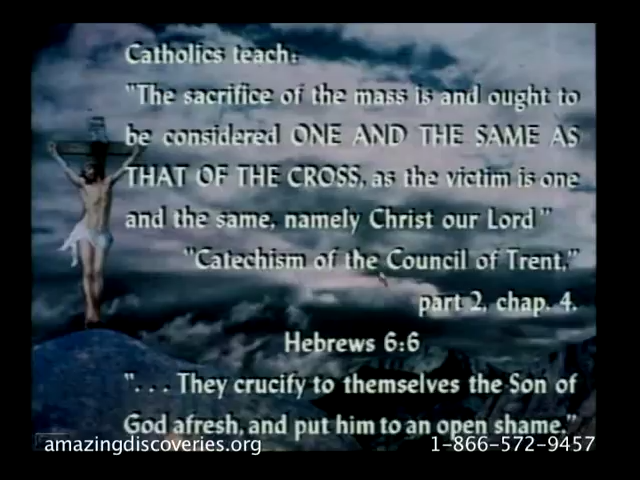 Catholics teach:
"The sacrifice of the mass is and ought to
be considered ONE AND THE SAME AS
THAT OF THE CROSS, as the victim is one
and the same, namely Christ our Lord"
"Catechism of the Council of Trent,"
part 2, chap. 4.
Hebrews 6:6
". . . They crucify to themselves the Son of
God afresh, and put him to an open shame."
amazingdiscoveries.org 1-866-572-9457